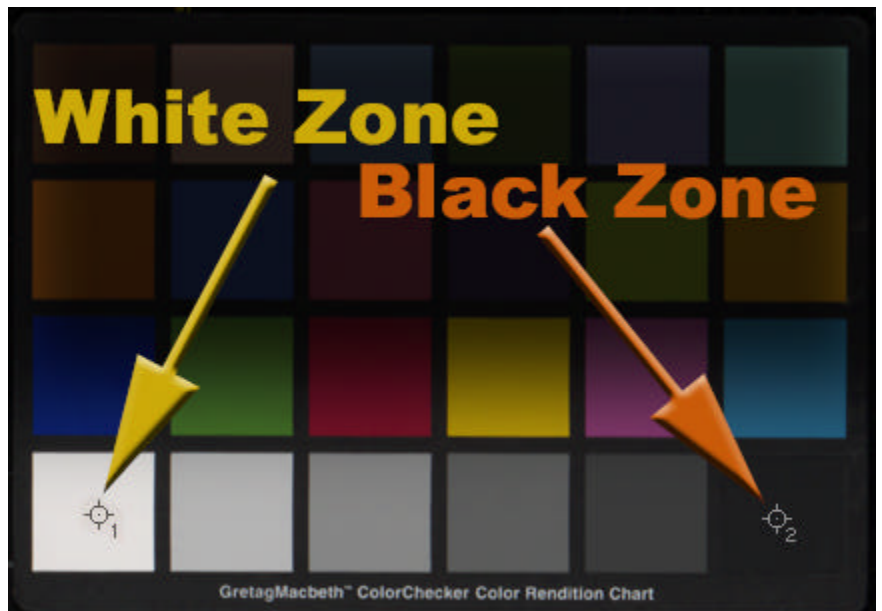 White Zone
Black Zone
1
2
GretagMacbeth™ ColorChecker Color Rendition Chart